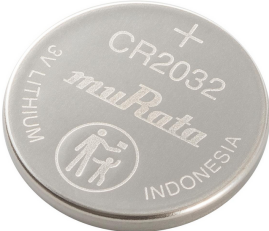 +
CR2032
3V LITHIUM
muRata
INDONESIA